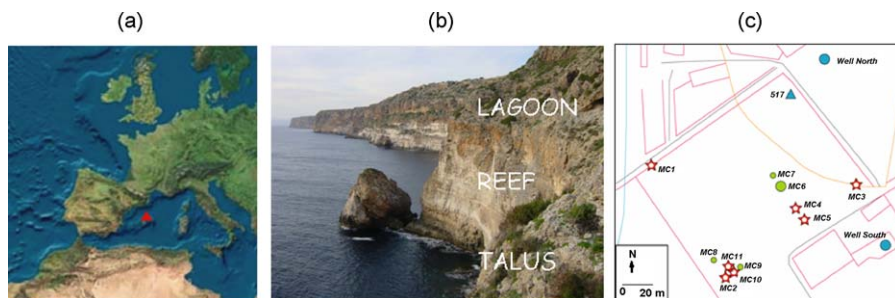 (a)
(b)
(c)
LAGOON
REEF
TALUS
Well North
517
MC1
MC7
MC6
MC3
MC4
MC5
Well South
MC8
MC11
MC9
MC10
MC2
N
0 20 m